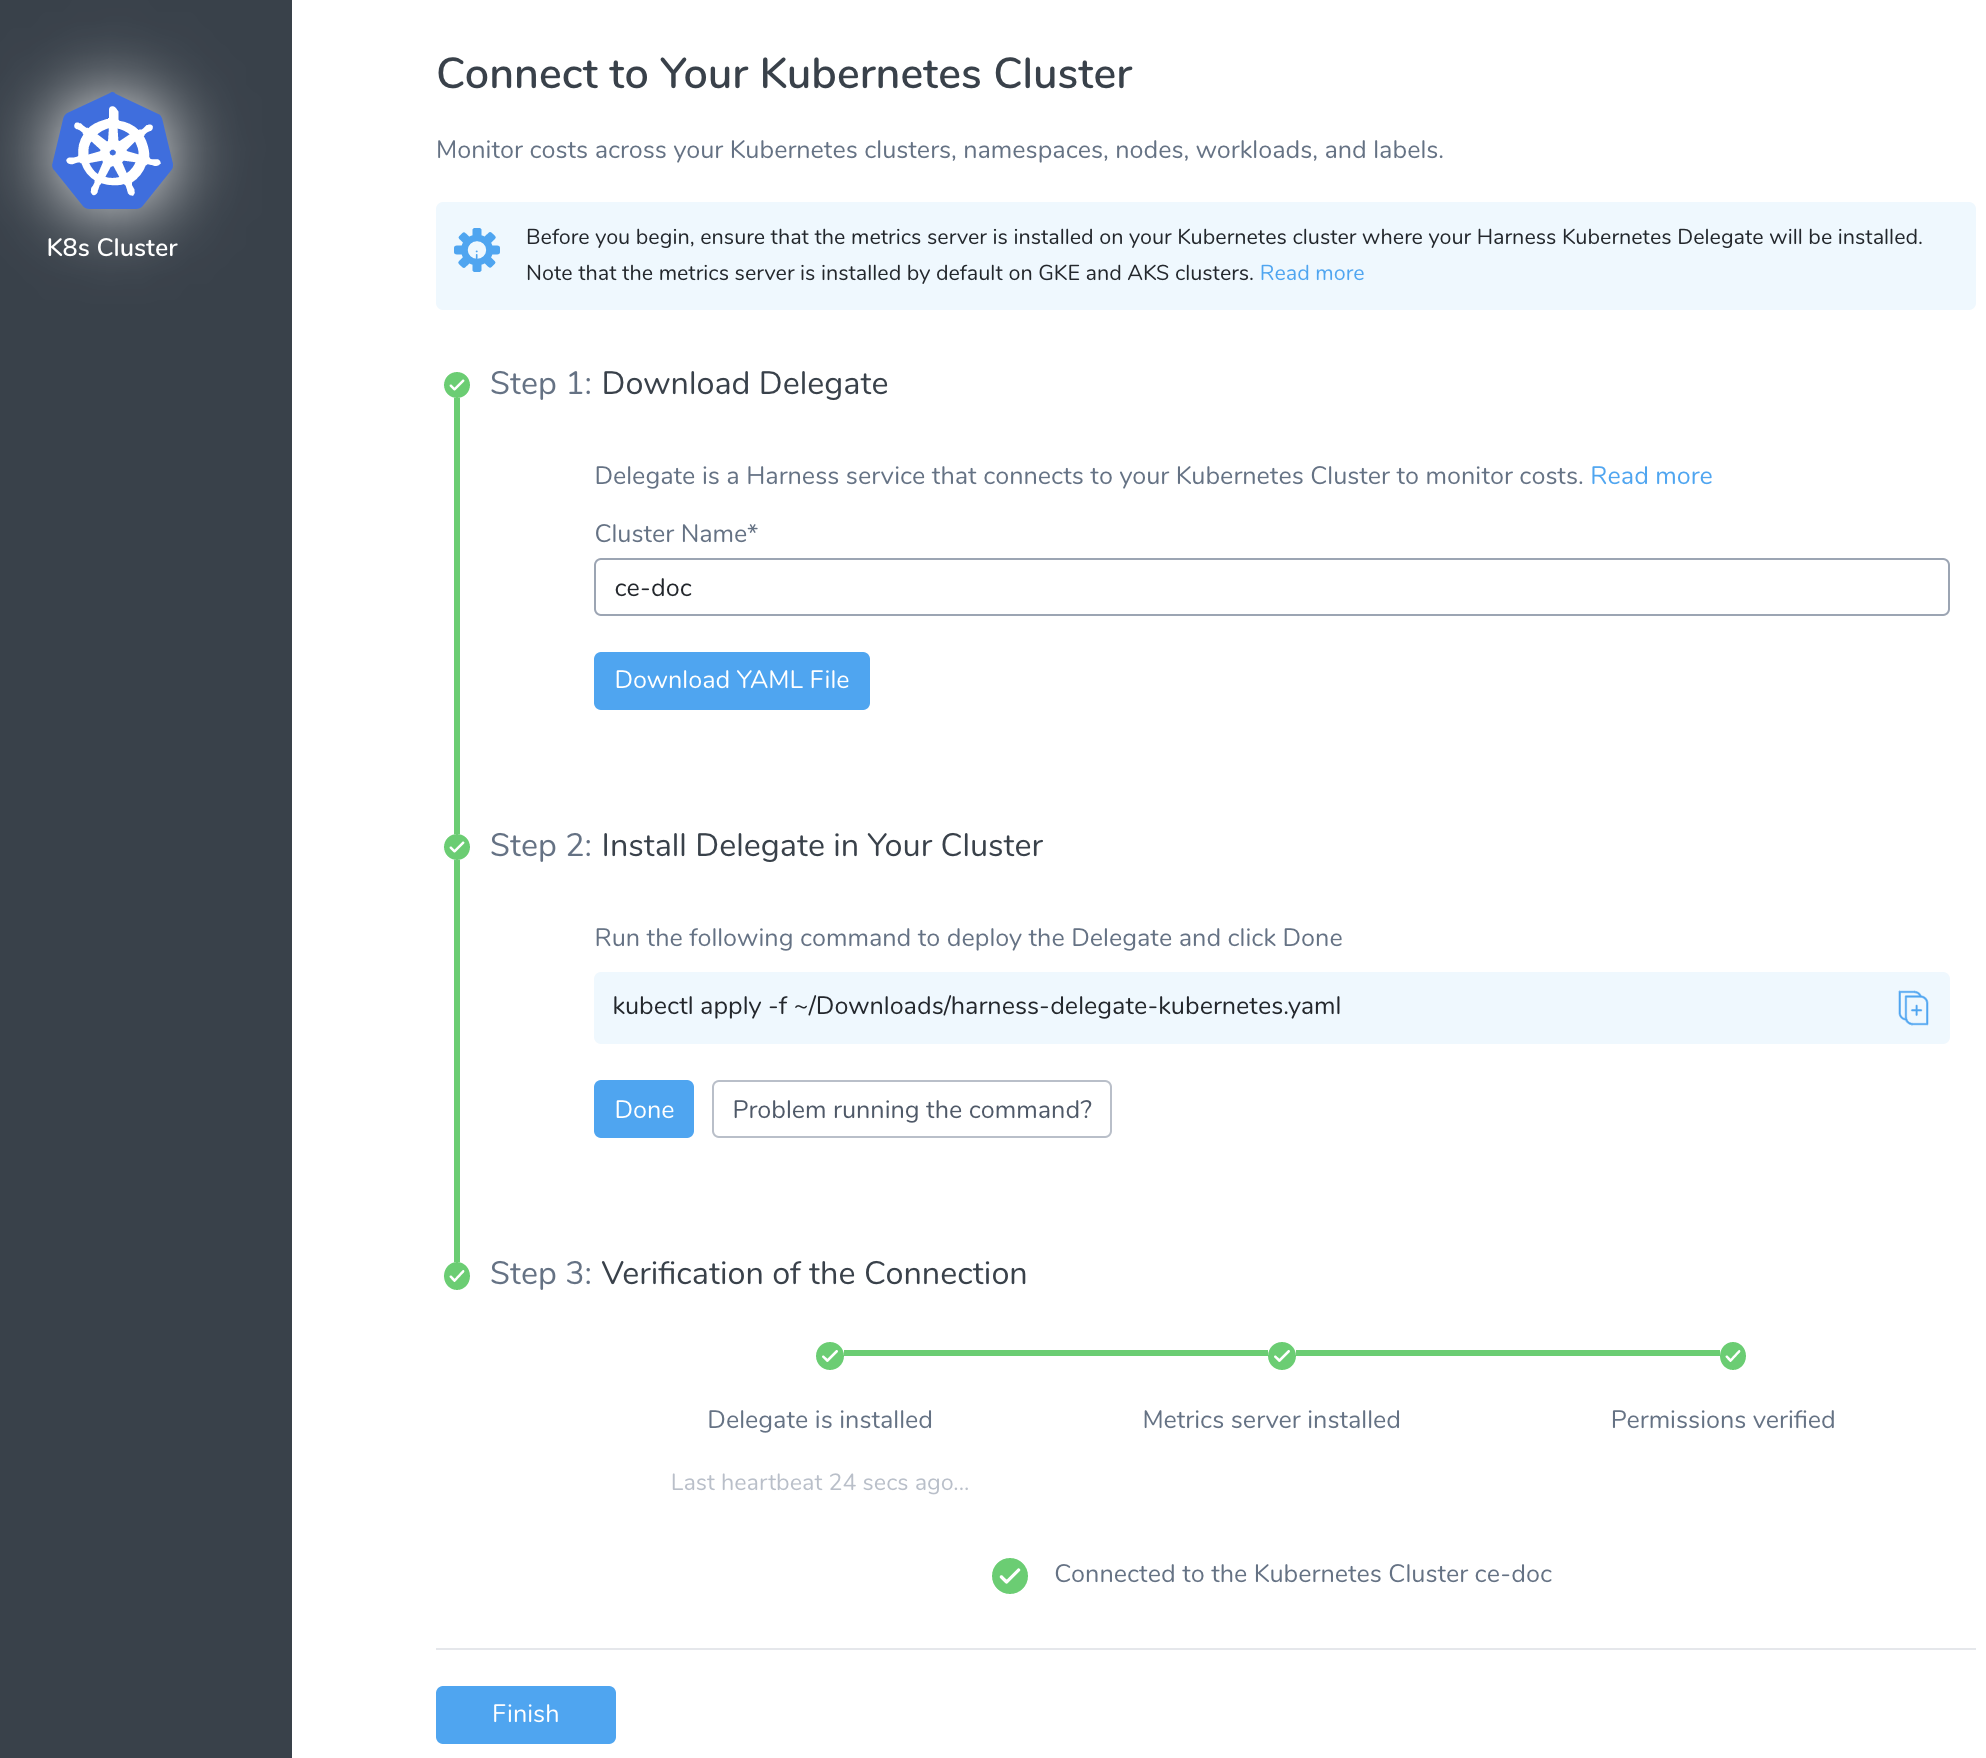 K8s Cluster
Connect to Your Kubernetes Cluster
Monitor costs across your Kubernetes clusters, namespaces, nodes, workloads, and labels.
Before you begin, ensure that the metrics server is installed on your Kubernetes cluster where your Harness Kubernetes Delegate will be installed.
Note that the metrics server is installed by default on GKE and AKS clusters. Read more
Step 1: Download Delegate
Delegate is a Harness service that connects to your Kubernetes Cluster to monitor costs. Read more
Cluster Name*
ce-doc
Download YAML File
Step 2: Install Delegate in Your Cluster
Run the following command to deploy the Delegate and click Done
kubectl apply -f ~/Downloads/harness-delegate-kubernetes.yaml
Done Problem running the command?
Step 3: Verification of the Connection
Delegate is installed Metrics server installed Permissions verified
Last heartbeat 24 secs ago...
Connected to the Kubernetes Cluster ce-doc
Finish